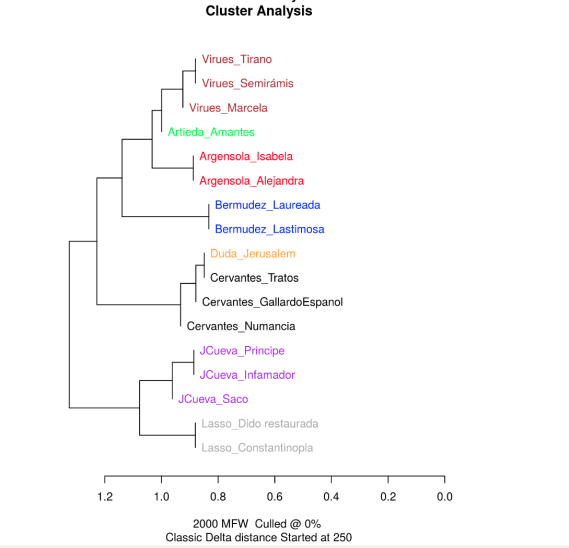 Cluster Analysis
Virues_Tirano
Virues_Semirámis
Virues_Marcela
Artieda_Amantes
Argensola_Isabela
Argensola_Alejandra
Bermudez_Laureada
Bermudez_Lastimosa
Duda_Jerusalem
Cervantes_Tratos
Cervantes_GallardoEspanol
Cervantes_Numancia
JCueva_Principe
JCueva_Infamador
JCueva_Saco
Lasso_Dido restaurada
Lasso_Constantinopla
1.2 1.0 0.8 0.6 0.4 0.2 0.0
2000 MFW Culled @ 0%
Classic Delta distance Started at 250